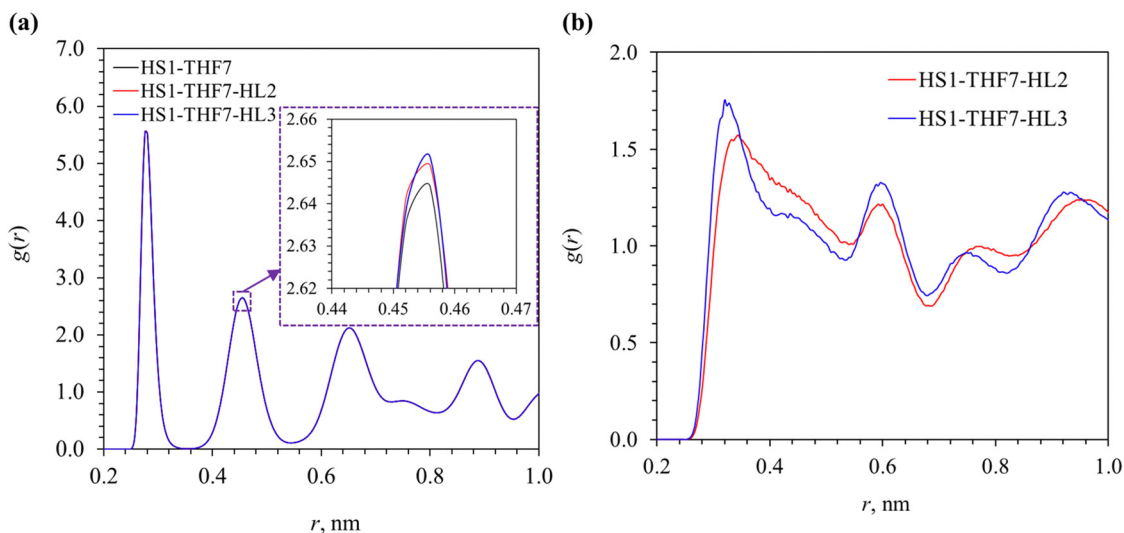 (a)
7.0
6.0
5.0
4.0
3.0
2.0
1.0
0.0
g(r)
HS1-THF7
HS1-THF7-HL2
HS1-THF7-HL3
2.66
2.65
2.64
2.63
2.62
0.44 0.45 0.46 0.47
0.2 0.4 0.6 0.8 1.0
r, nm
(b)
2.0
1.5
1.0
0.5
0.0
g(r)
HS1-THF7-HL2
HS1-THF7-HL3
0.2 0.4 0.6 0.8 1.0
r, nm